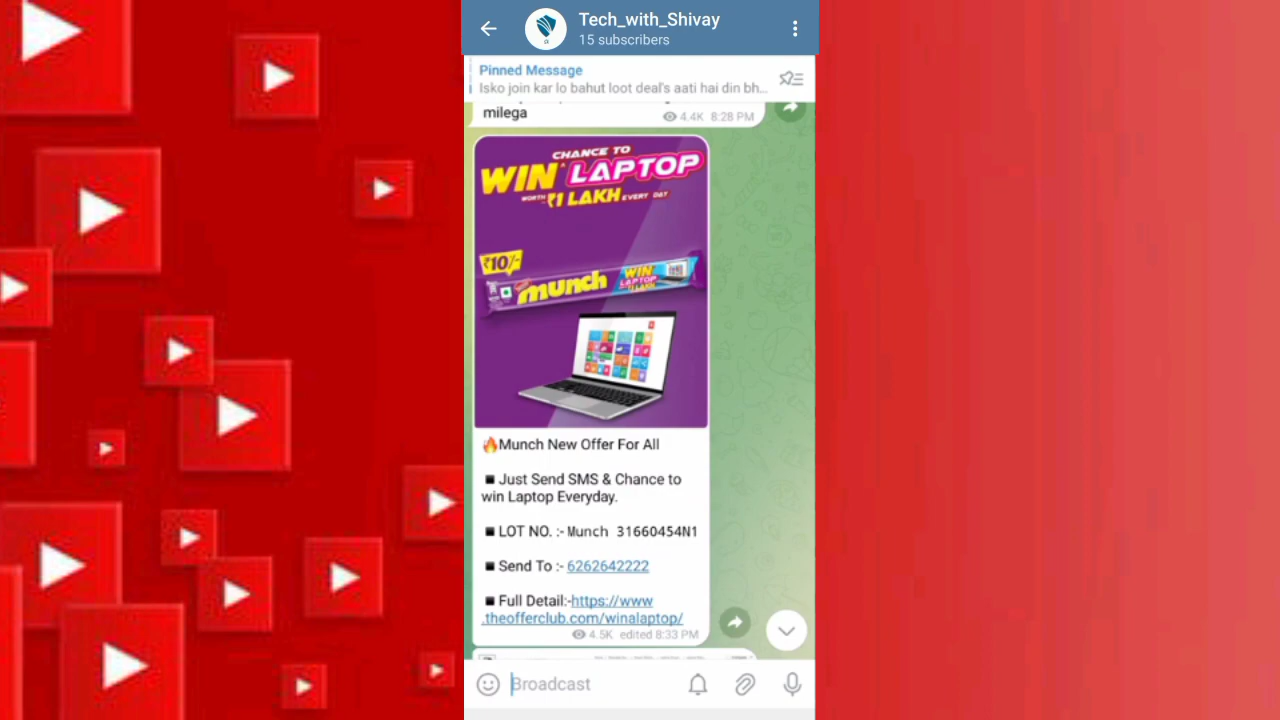 Tech_with_Shivay
15 subscribers
Pinned Message
Isko join kar lo bahut loot deal's aati hai din bh...
milega
4.4K 8:28 PM
CHANCE TO
WIN LAPTOP
WORTH ₹1 LAKH EVERY DAY
₹10/-
munch
WIN
LAPTOP
₹1 LAKH
🔥Munch New Offer For All
◾ Just Send SMS & Chance to
win Laptop Everyday.
◾ LOT NO. :- Munch 31660454N1
◾ Send To :- 6262642222
◾ Full Detail:-https://www
.theofferclub.com/winalaptop/
4.5K edited 8:33 PM
Broadcast